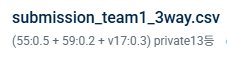 submission_team1_3way.csv
(55:0.5 + 59:0.2 + v17:0.3) private13등